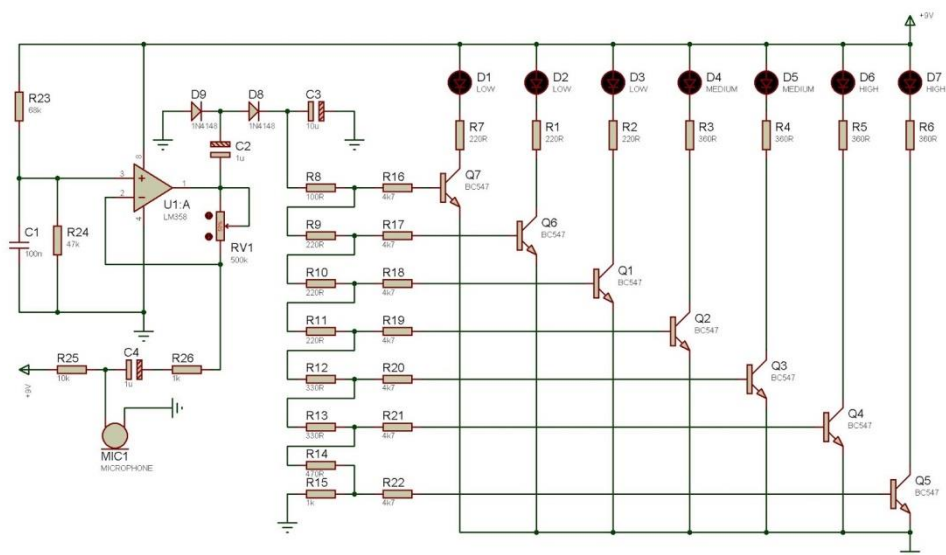 +9V
D1
LOW
D2
LOW
D3
LOW
D4
MEDIUM
D5
MEDIUM
D6
HIGH
D7
HIGH
R23
68k
D9
1N4148
D8
1N4148
C3
10u
R7
220R
R1
220R
R2
220R
R3
360R
R4
360R
R5
360R
R6
360R
C2
1u
8
3
2
1
4
U1:A
LM358
R8
100R
R16
4k7
Q7
BC547
C1
100n
R24
47k
RV1
500k
R9
220R
R17
4k7
Q6
BC547
R10
220R
R18
4k7
Q1
BC547
R11
220R
R19
4k7
Q2
BC547
+9V
R25
10k
C4
1u
R26
1k
R12
330R
R20
4k7
Q3
BC547
R13
330R
R21
4k7
Q4
BC547
MIC1
MICROPHONE
R14
470R
R15
1k
R22
4k7
Q5
BC547